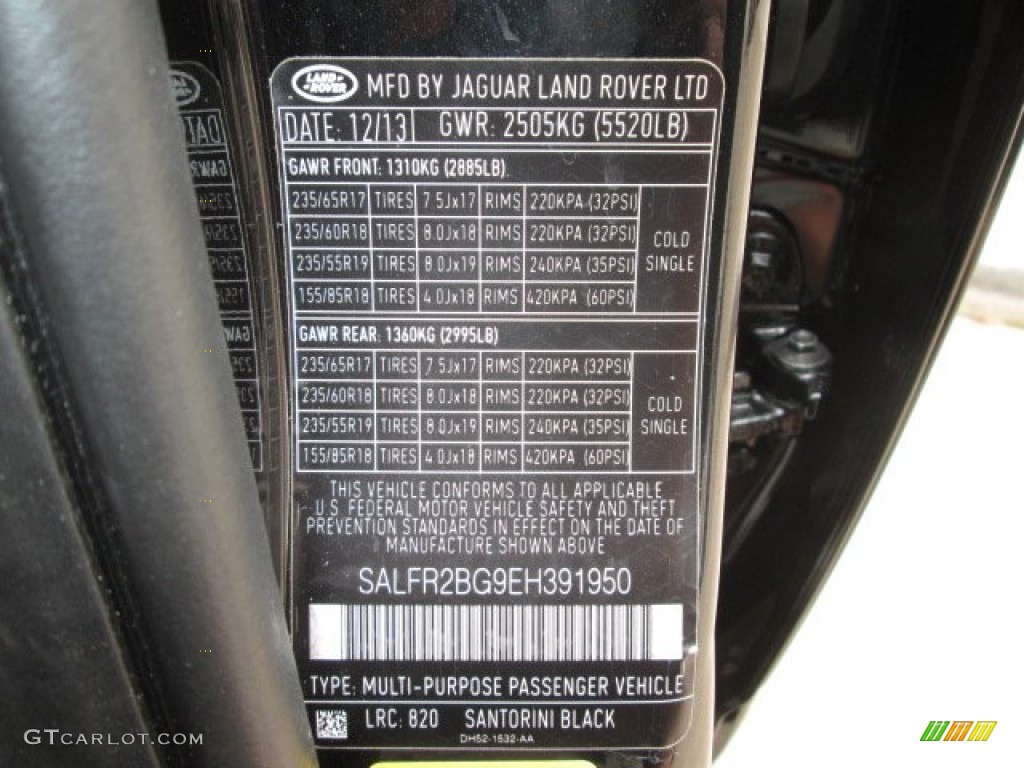 LAND ROVER MFD BY JAGUAR LAND ROVER LTD
DATE: 12/13 GWR: 2505KG (5520LB)
GAWR FRONT: 1310KG (2885LB).
235/65R17 TIRES 7.5Jx17 RIMS 220KPA (32PSI)
235/60R18 TIRES 8.0Jx18 RIMS 220KPA (32PSI)
235/55R19 TIRES 8.0Jx19 RIMS 240KPA (35PSI)
155/85R18 TIRES 4.0Jx18 RIMS 420KPA (60PSI)
COLD
SINGLE
GAWR REAR: 1360KG (2995LB)
235/65R17 TIRES 7.5Jx17 RIMS 220KPA (32PSI)
235/60R18 TIRES 8.0Jx18 RIMS 220KPA (32PSI)
235/55R19 TIRES 8.0Jx19 RIMS 240KPA (35PSI)
155/85R18 TIRES 4.0Jx18 RIMS 420KPA (60PSI)
COLD
SINGLE
THIS VEHICLE CONFORMS TO ALL APPLICABLE
U.S. FEDERAL MOTOR VEHICLE SAFETY AND THEFT
PREVENTION STANDARDS IN EFFECT ON THE DATE OF
MANUFACTURE SHOWN ABOVE
SALFR2BG9EH391950
TYPE: MULTI-PURPOSE PASSENGER VEHICLE
LRC: 820 SANTORINI BLACK
DH52-1532-AA
GTCARLOT.COM